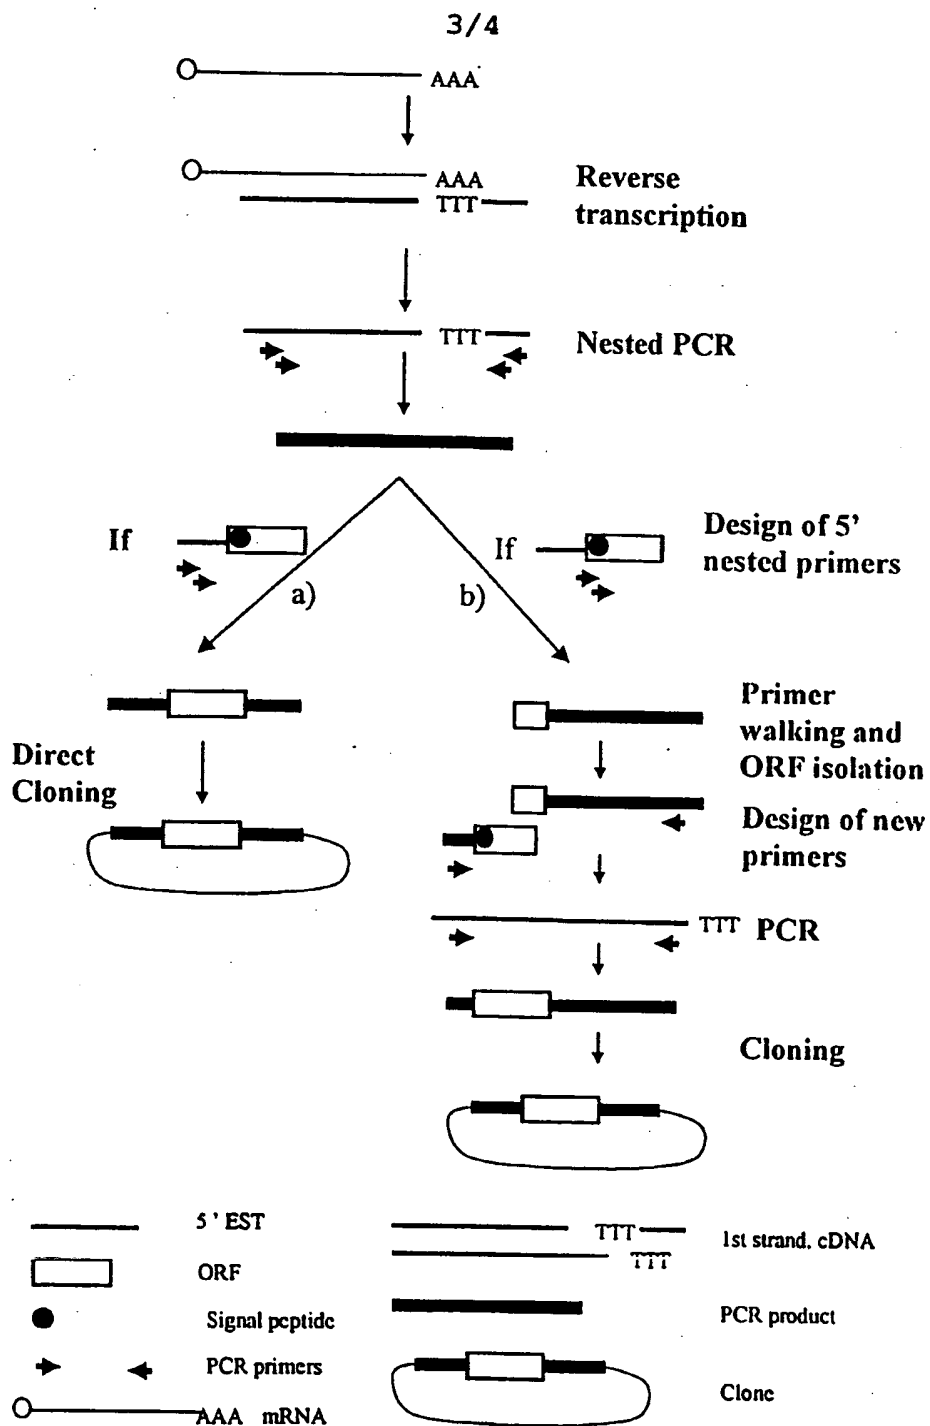 3/4
AAA
AAA
TTT
Reverse
transcription
TTT
Nested PCR
If
a)
If
b)
Design of 5'
nested primers
Direct
Cloning
Primer
walking and
ORF isolation
Design of new
primers
TTT PCR
Cloning
5' EST
ORF
Signal peptide
PCR primers
AAA mRNA
TTT
TTT
1st strand. cDNA
PCR product
Clone